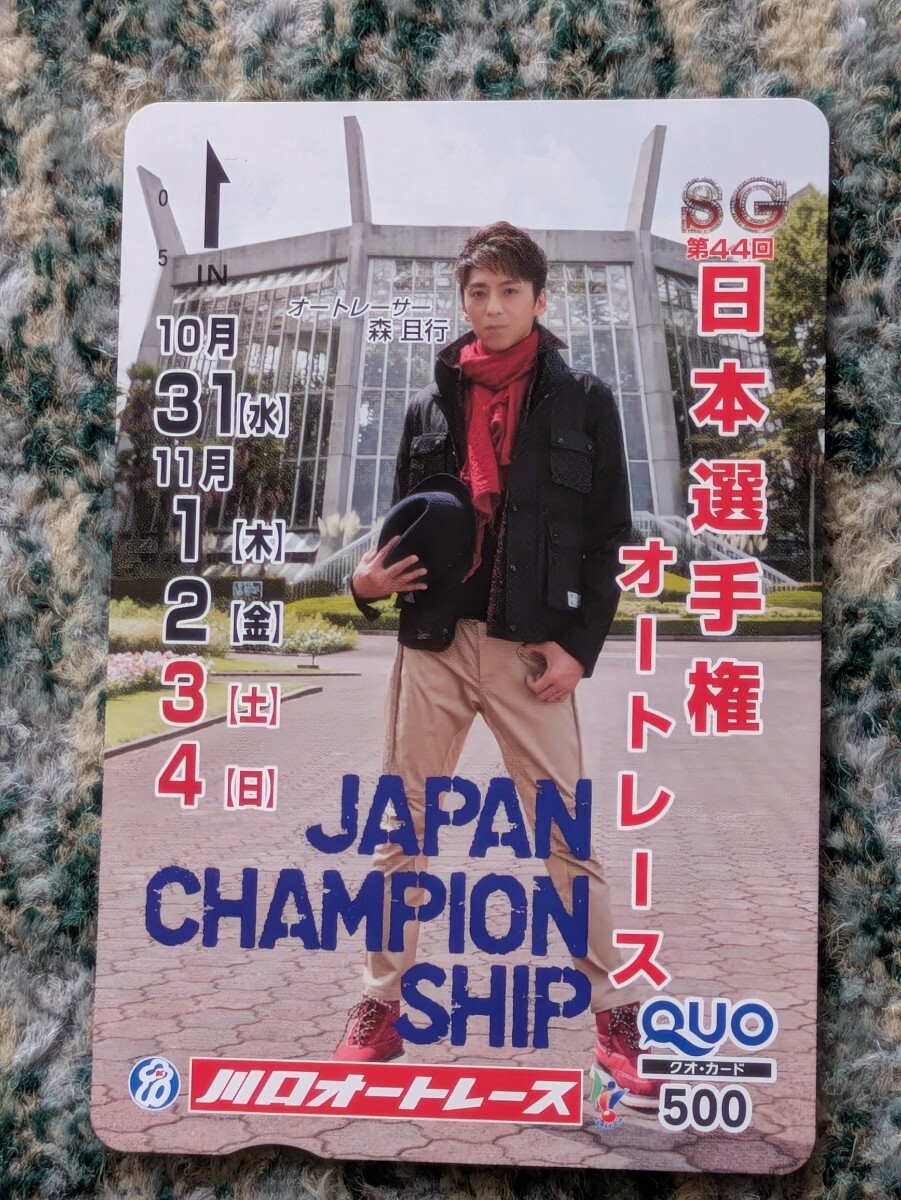 0
5
IN
SG
第44回
日本選手権
オートレース
オートレーサー
森 且行
10月
31【水】
11月
1【木】
2【金】
3【土】
4【日】
JAPAN
CHAMPION
SHIP
川口オートレース
QUO
クオ・カード
500